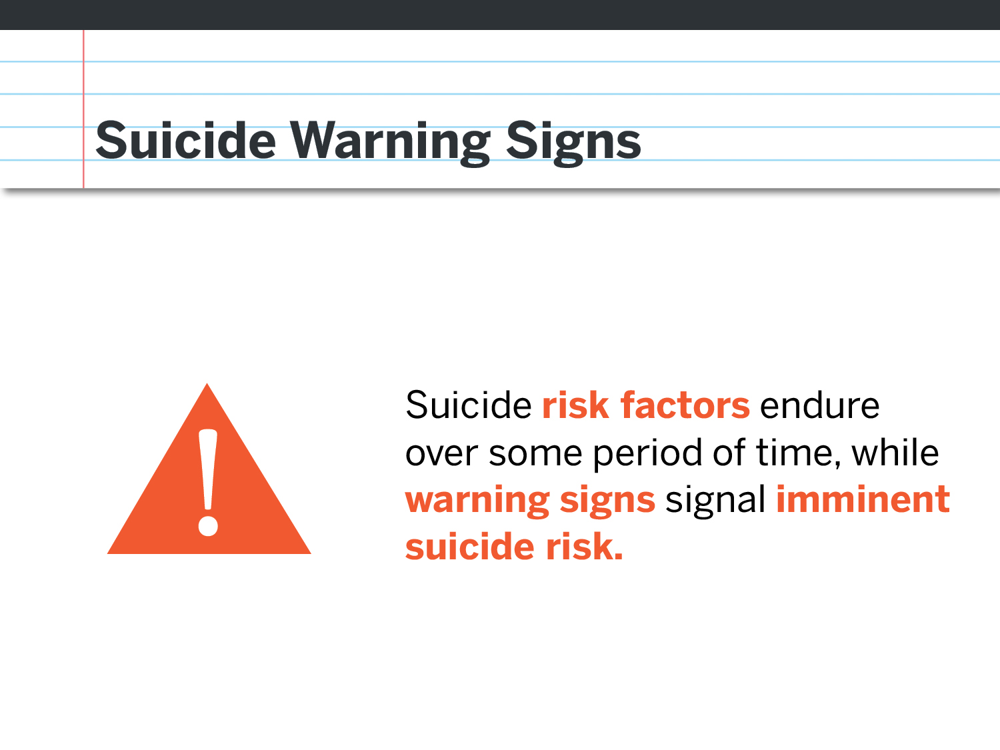 Suicide Warning Signs
Suicide risk factors endure
over some period of time, while
warning signs signal imminent
suicide risk.